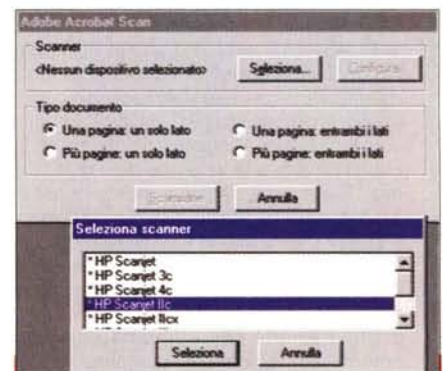 Adobe Acrobat Scan
Scanner
<Nessun dispositivo selezionato> Seleziona... Configura...
Tipo documento
Una pagina: un solo lato Una pagina: entrambi i lati
Più pagine: un solo lato Più pagine: entrambi i lati
Annulla
Seleziona scanner
* HP Scanjet
* HP Scanjet 3c
* HP Scanjet 4c
* HP Scanjet IIc
* HP Scanjet IIcx
Seleziona Annulla